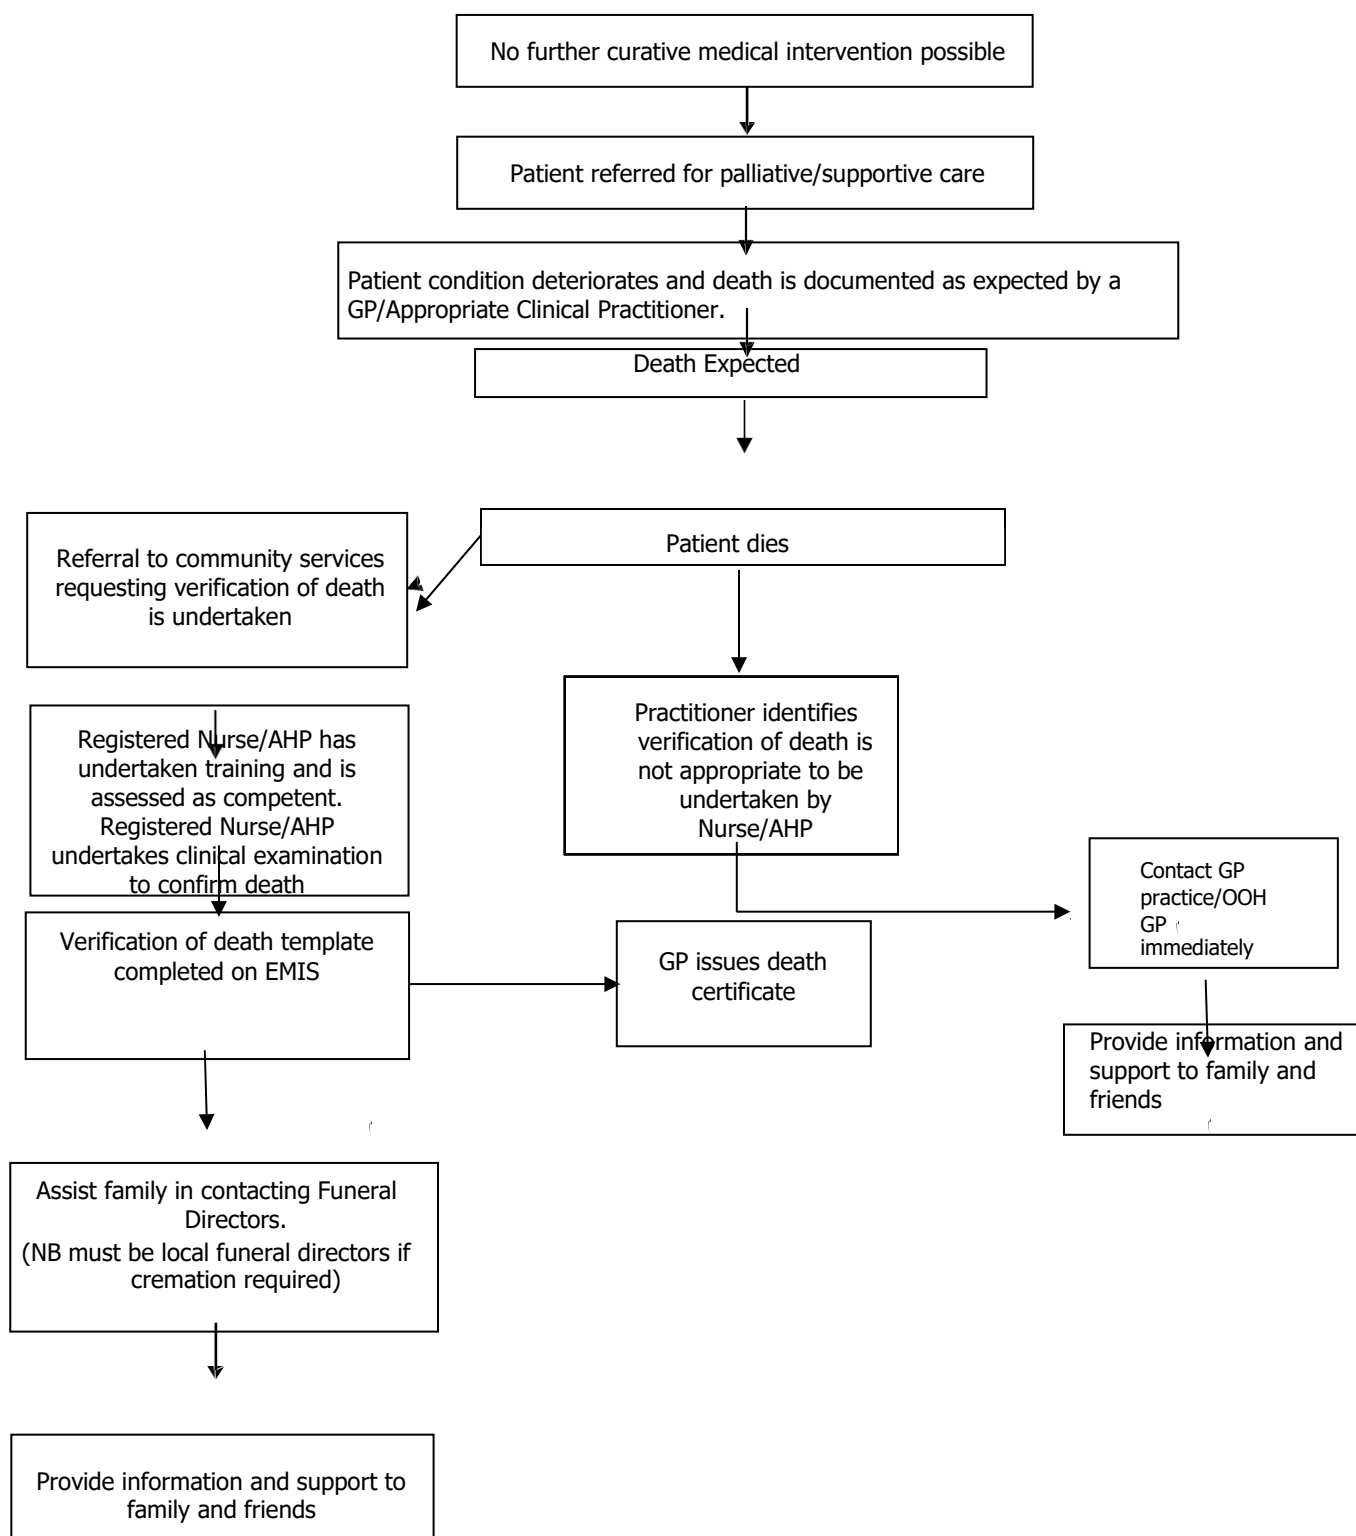 No further curative medical intervention possible
Patient referred for palliative/supportive care
Patient condition deteriorates and death is documented as expected by a
GP/Appropriate Clinical Practitioner.
Death Expected
Patient dies
Referral to community services
requesting verification of death
is undertaken
Registered Nurse/AHP has
undertaken training and is
assessed as competent.
Registered Nurse/AHP
undertakes clinical examination
to confirm death
Practitioner identifies
verification of death is
not appropriate to be
undertaken by
Nurse/AHP
Contact GP
practice/OOH
GP
immediately
Verification of death template
completed on EMIS
GP issues death
certificate
Provide information and
support to family and
friends
Assist family in contacting Funeral
Directors.
(NB must be local funeral directors if
cremation required)
Provide information and support to
family and friends